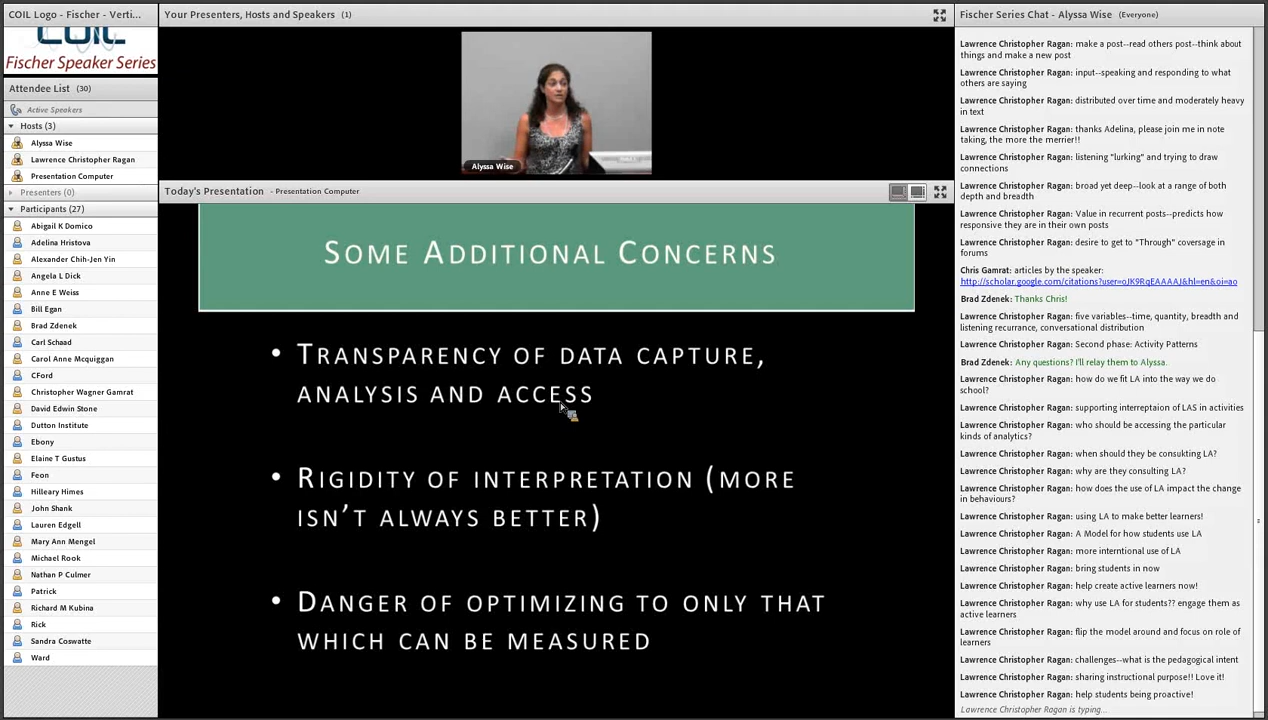 COIL Logo - Fischer - Verti...
COIL
Fischer Speaker Series
Attendee List (30)
Active Speakers
Hosts (3)
Alyssa Wise
Lawrence Christopher Ragan
Presentation Computer
Presenters (0)
Participants (27)
Abigail K Domico
Adelina Hristova
Alexander Chih-Jen Yin
Angela L Dick
Anne E Weiss
Bill Egan
Brad Zdenek
Carl Schaad
Carol Anne Mcquiggan
CFord
Christopher Wagner Gamrat
David Edwin Stone
Dutton Institute
Ebony
Elaine T Gustus
Feon
Hilleary Himes
John Shank
Lauren Edgell
Mary Ann Mengel
Michael Rook
Nathan P Culmer
Patrick
Richard M Kubina
Rick
Sandra Coswatte
Ward
Your Presenters, Hosts and Speakers (1)
Alyssa Wise
Today's Presentation - Presentation Computer
SOME ADDITIONAL CONCERNS
• TRANSPARENCY OF DATA CAPTURE,
ANALYSIS AND ACCESS
• RIGIDITY OF INTERPRETATION (MORE
ISN'T ALWAYS BETTER)
• DANGER OF OPTIMIZING TO ONLY THAT
WHICH CAN BE MEASURED
Fischer Series Chat - Alyssa Wise (Everyone)
Lawrence Christopher Ragan: make a post--read others post--think about
things and make a new post
Lawrence Christopher Ragan: input--speaking and responding to what
others are saying
Lawrence Christopher Ragan: distributed over time and moderately heavy
in text
Lawrence Christopher Ragan: thanks Adelina, please join me in note
taking, the more the merrier!!
Lawrence Christopher Ragan: listening "lurking" and trying to draw
connections
Lawrence Christopher Ragan: broad yet deep--look at a range of both
depth and breadth
Lawrence Christopher Ragan: Value in recurrent posts--predicts how
responsive they are in their own posts
Lawrence Christopher Ragan: desire to get to "Through" coverage in
forums
Chris Gamrat: articles by the speaker:
http://scholar.google.com/citations?user=oJK9RqEAAAAJ&hl=en&oi=ao
Brad Zdenek: Thanks Chris!
Lawrence Christopher Ragan: five variables--time, quantity, breadth and
listening recurrance, conversational distribution
Lawrence Christopher Ragan: Second phase: Activity Patterns
Brad Zdenek: Any questions? I'll relay them to Alyssa.
Lawrence Christopher Ragan: how do we fit LA into the way we do
school?
Lawrence Christopher Ragan: supporting interreptaion of LAS in activities
Lawrence Christopher Ragan: who should be accessing the particular
kinds of analytics?
Lawrence Christopher Ragan: when should they be consukting LA?
Lawrence Christopher Ragan: why are they consulting LA?
Lawrence Christopher Ragan: how does the use of LA impact the change
in behaviours?
Lawrence Christopher Ragan: using LA to make better learners!
Lawrence Christopher Ragan: A Model for how students use LA
Lawrence Christopher Ragan: more interntional use of LA
Lawrence Christopher Ragan: bring students in now
Lawrence Christopher Ragan: help create active learners now!
Lawrence Christopher Ragan: why use LA for students?? engage them as
active learners
Lawrence Christopher Ragan: flip the model around and focus on role of
learners
Lawrence Christopher Ragan: challenges--what is the pedagogical intent
Lawrence Christopher Ragan: sharing instructional purpose!! Love it!
Lawrence Christopher Ragan: help students being proactive!
Lawrence Christopher Ragan is typing...